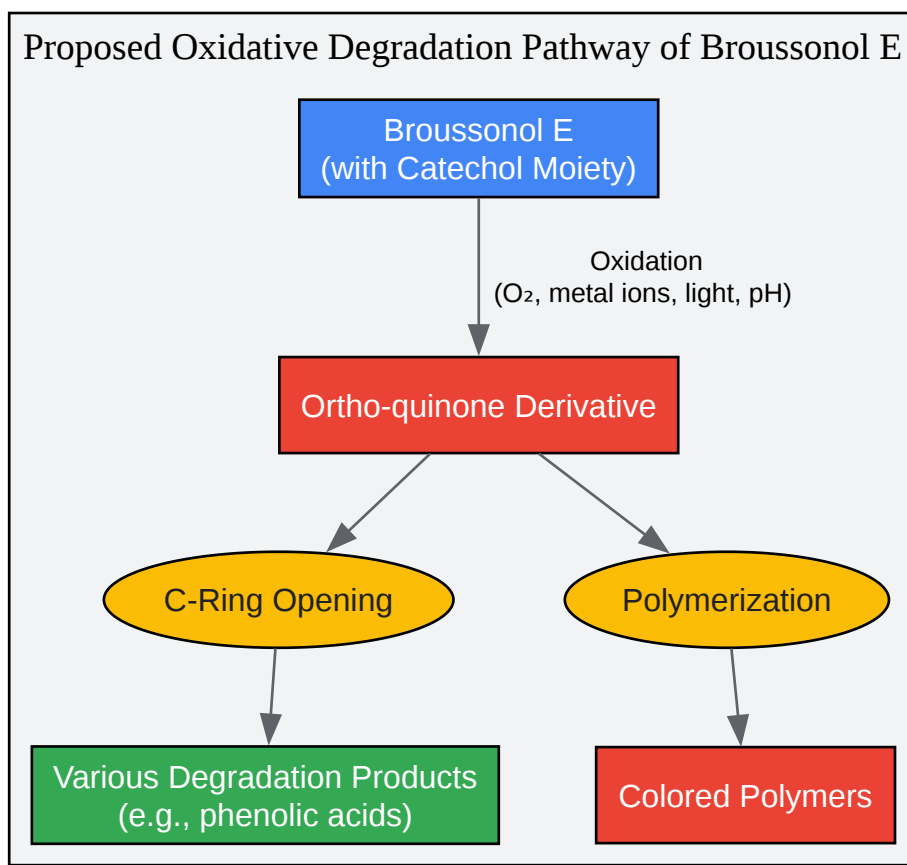 Proposed Oxidative Degradation Pathway of Broussonol E
Broussonol E
(with Catechol Moiety)
Oxidation
(O₂, metal ions, light, pH)
Ortho-quinone Derivative
C-Ring Opening
Polymerization
Various Degradation Products
(e.g., phenolic acids)
Colored Polymers